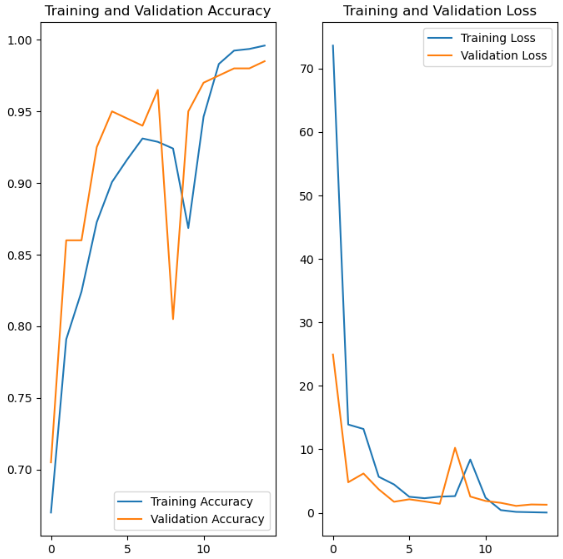 Training and Validation Accuracy
1.00
0.95
0.90
0.85
0.80
0.75
0.70
Training Accuracy
Validation Accuracy
0 5 10
Training and Validation Loss
Training Loss
Validation Loss
70
60
50
40
30
20
10
0
0 5 10